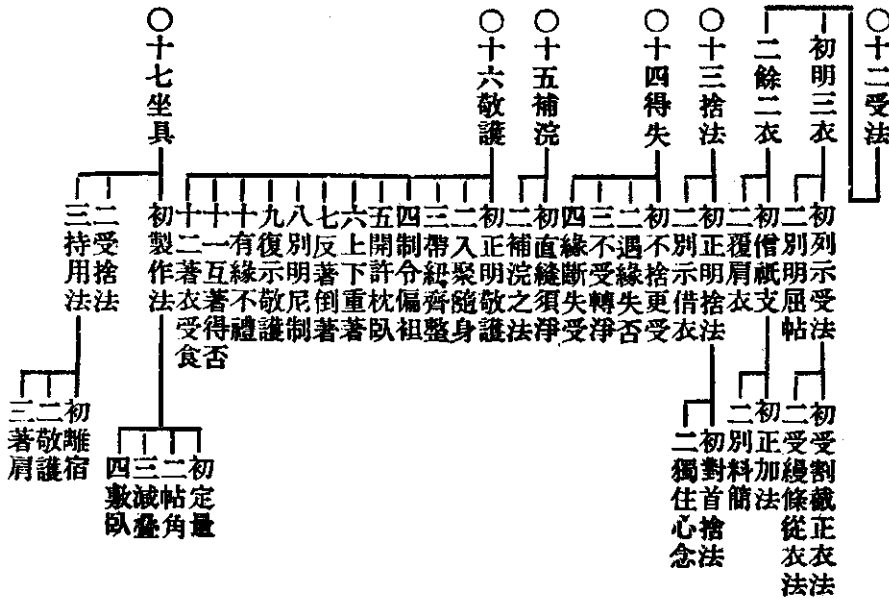 ○十二受法
初明三衣
初列示受法
初受割截正衣法
二受縵條從衣法
二別明屈帖
二餘二衣
初僧祇支
初正加法
二別料簡
二覆肩衣
○十三捨法
初正明捨法
初對首捨法
二獨住心念
二別示借衣
○十四得失
初不捨更受
二遇緣失否
三不受轉淨
四緣斷失受
○十五補浣
初直縫須淨
二補浣之法
○十六敬護
初正明敬護
二入聚隨身
三帶紐齊整
四制令偏袒
五開許枕臥
六上下重著
七反著倒著
八別明尼制
九復示敬護
十有緣不禮
十一互著得否
十二著衣受食
○十七坐具
初製作法
初定量
二帖角
三減疊
四敷臥
二受捨法
三持用法
初離宿
二敬護
三著肩